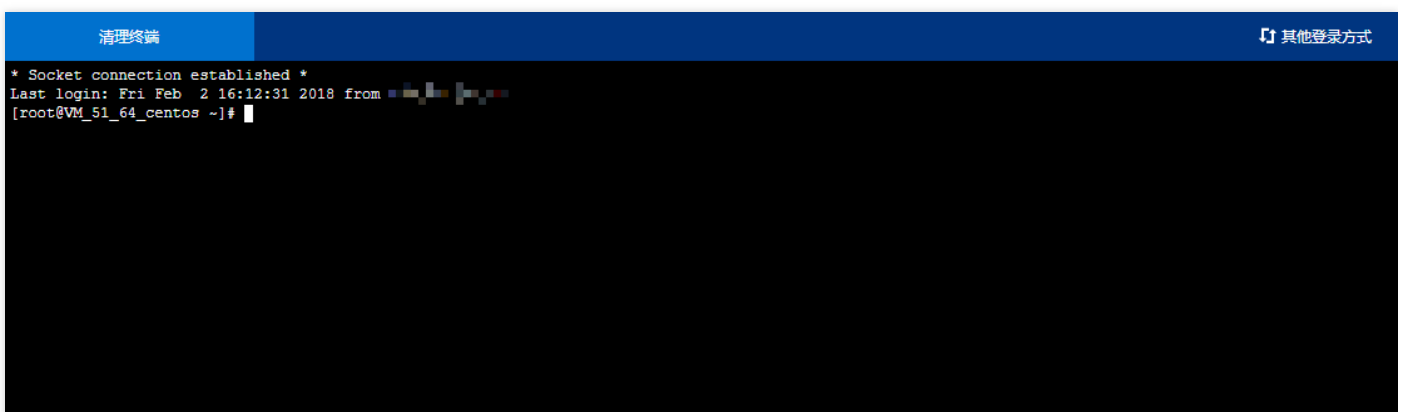 清理终端
其他登录方式
* Socket connection established *
Last login: Fri Feb  2 16:12:31 2018 from
[root@VM_51_64_centos ~]#